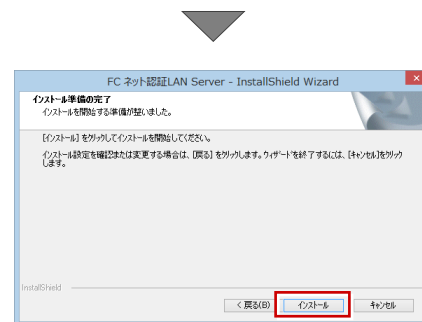 FC ネット認証LAN Server - InstallShield Wizard
インストール準備の完了
インストールを開始する準備が整いました。
[インストール] をクリックしてインストールを開始してください。
インストール設定を確認または変更する場合は、[戻る] をクリックします。ウィザードを終了するには、[キャンセル]をクリック
します。
InstallShield
< 戻る(B) インストール キャンセル